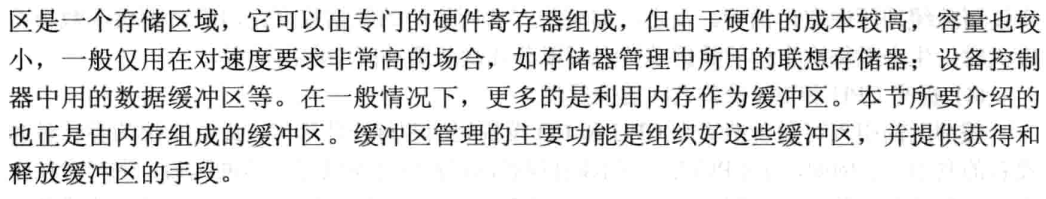 区是一个存储区域，它可以由专门的硬件寄存器组成，但由于硬件的成本较高，容量也较
小，一般仅用在对速度要求非常高的场合，如存储器管理中所用的联想存储器；设备控制
器中用的数据缓冲区等。在一般情况下，更多的是利用内存作为缓冲区。本节所要介绍的
也正是由内存组成的缓冲区。缓冲区管理的主要功能是组织好这些缓冲区，并提供获得和
释放缓冲区的手段。